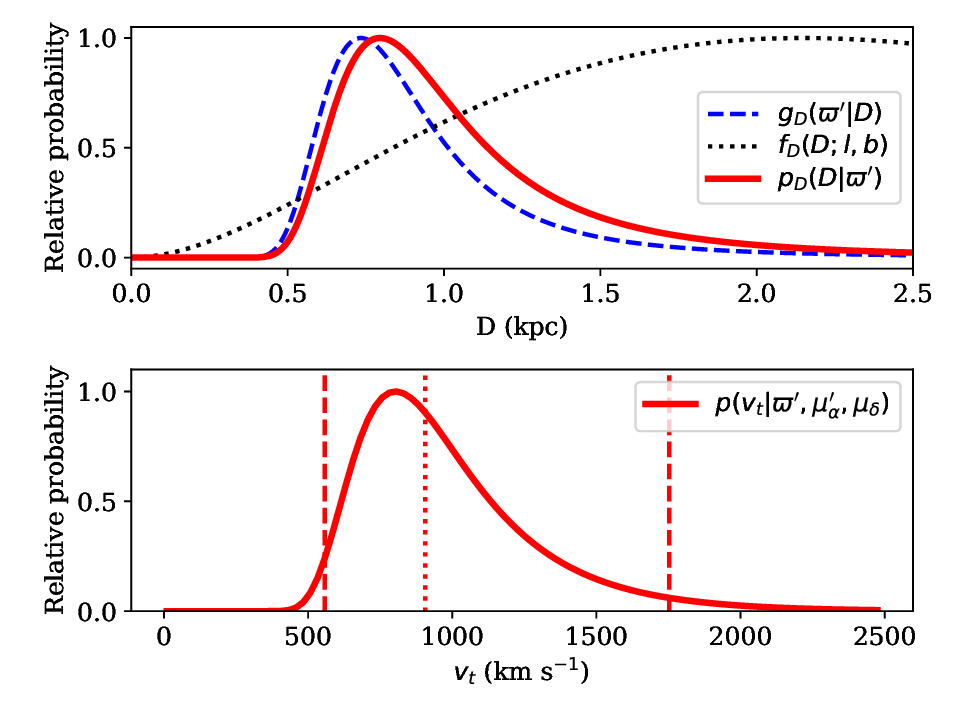 Relative probability
1.0
0.5
0.0
g_D(ϖ′|D)
f_D(D; l, b)
p_D(D|ϖ′)
0.0 0.5 1.0 1.5 2.0 2.5
D (kpc)
Relative probability
1.0
0.5
0.0
p(v_t|ϖ′, μ′_α, μ_δ)
0 500 1000 1500 2000 2500
v_t (km s⁻¹)